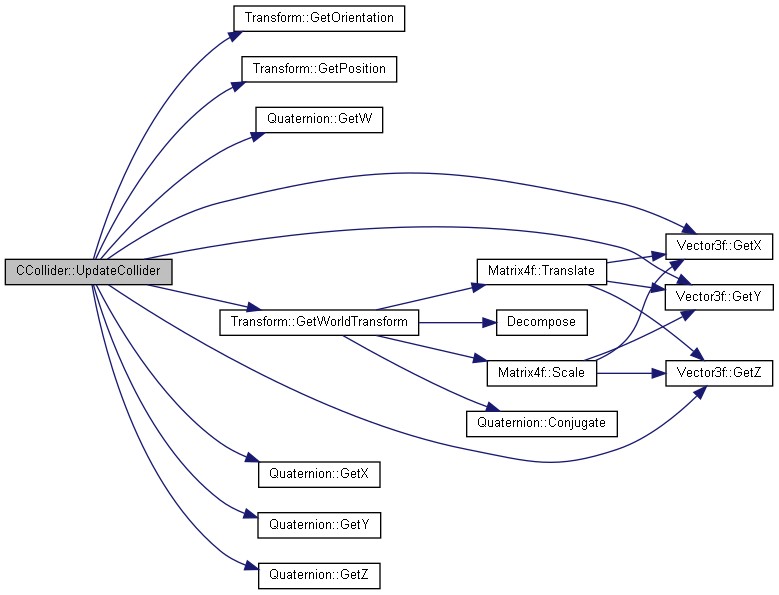 Transform::GetOrientation
Transform::GetPosition
Quaternion::GetW
Vector3f::GetX
CCollider::UpdateCollider
Matrix4f::Translate
Vector3f::GetY
Transform::GetWorldTransform
Decompose
Matrix4f::Scale
Vector3f::GetZ
Quaternion::Conjugate
Quaternion::GetX
Quaternion::GetY
Quaternion::GetZ